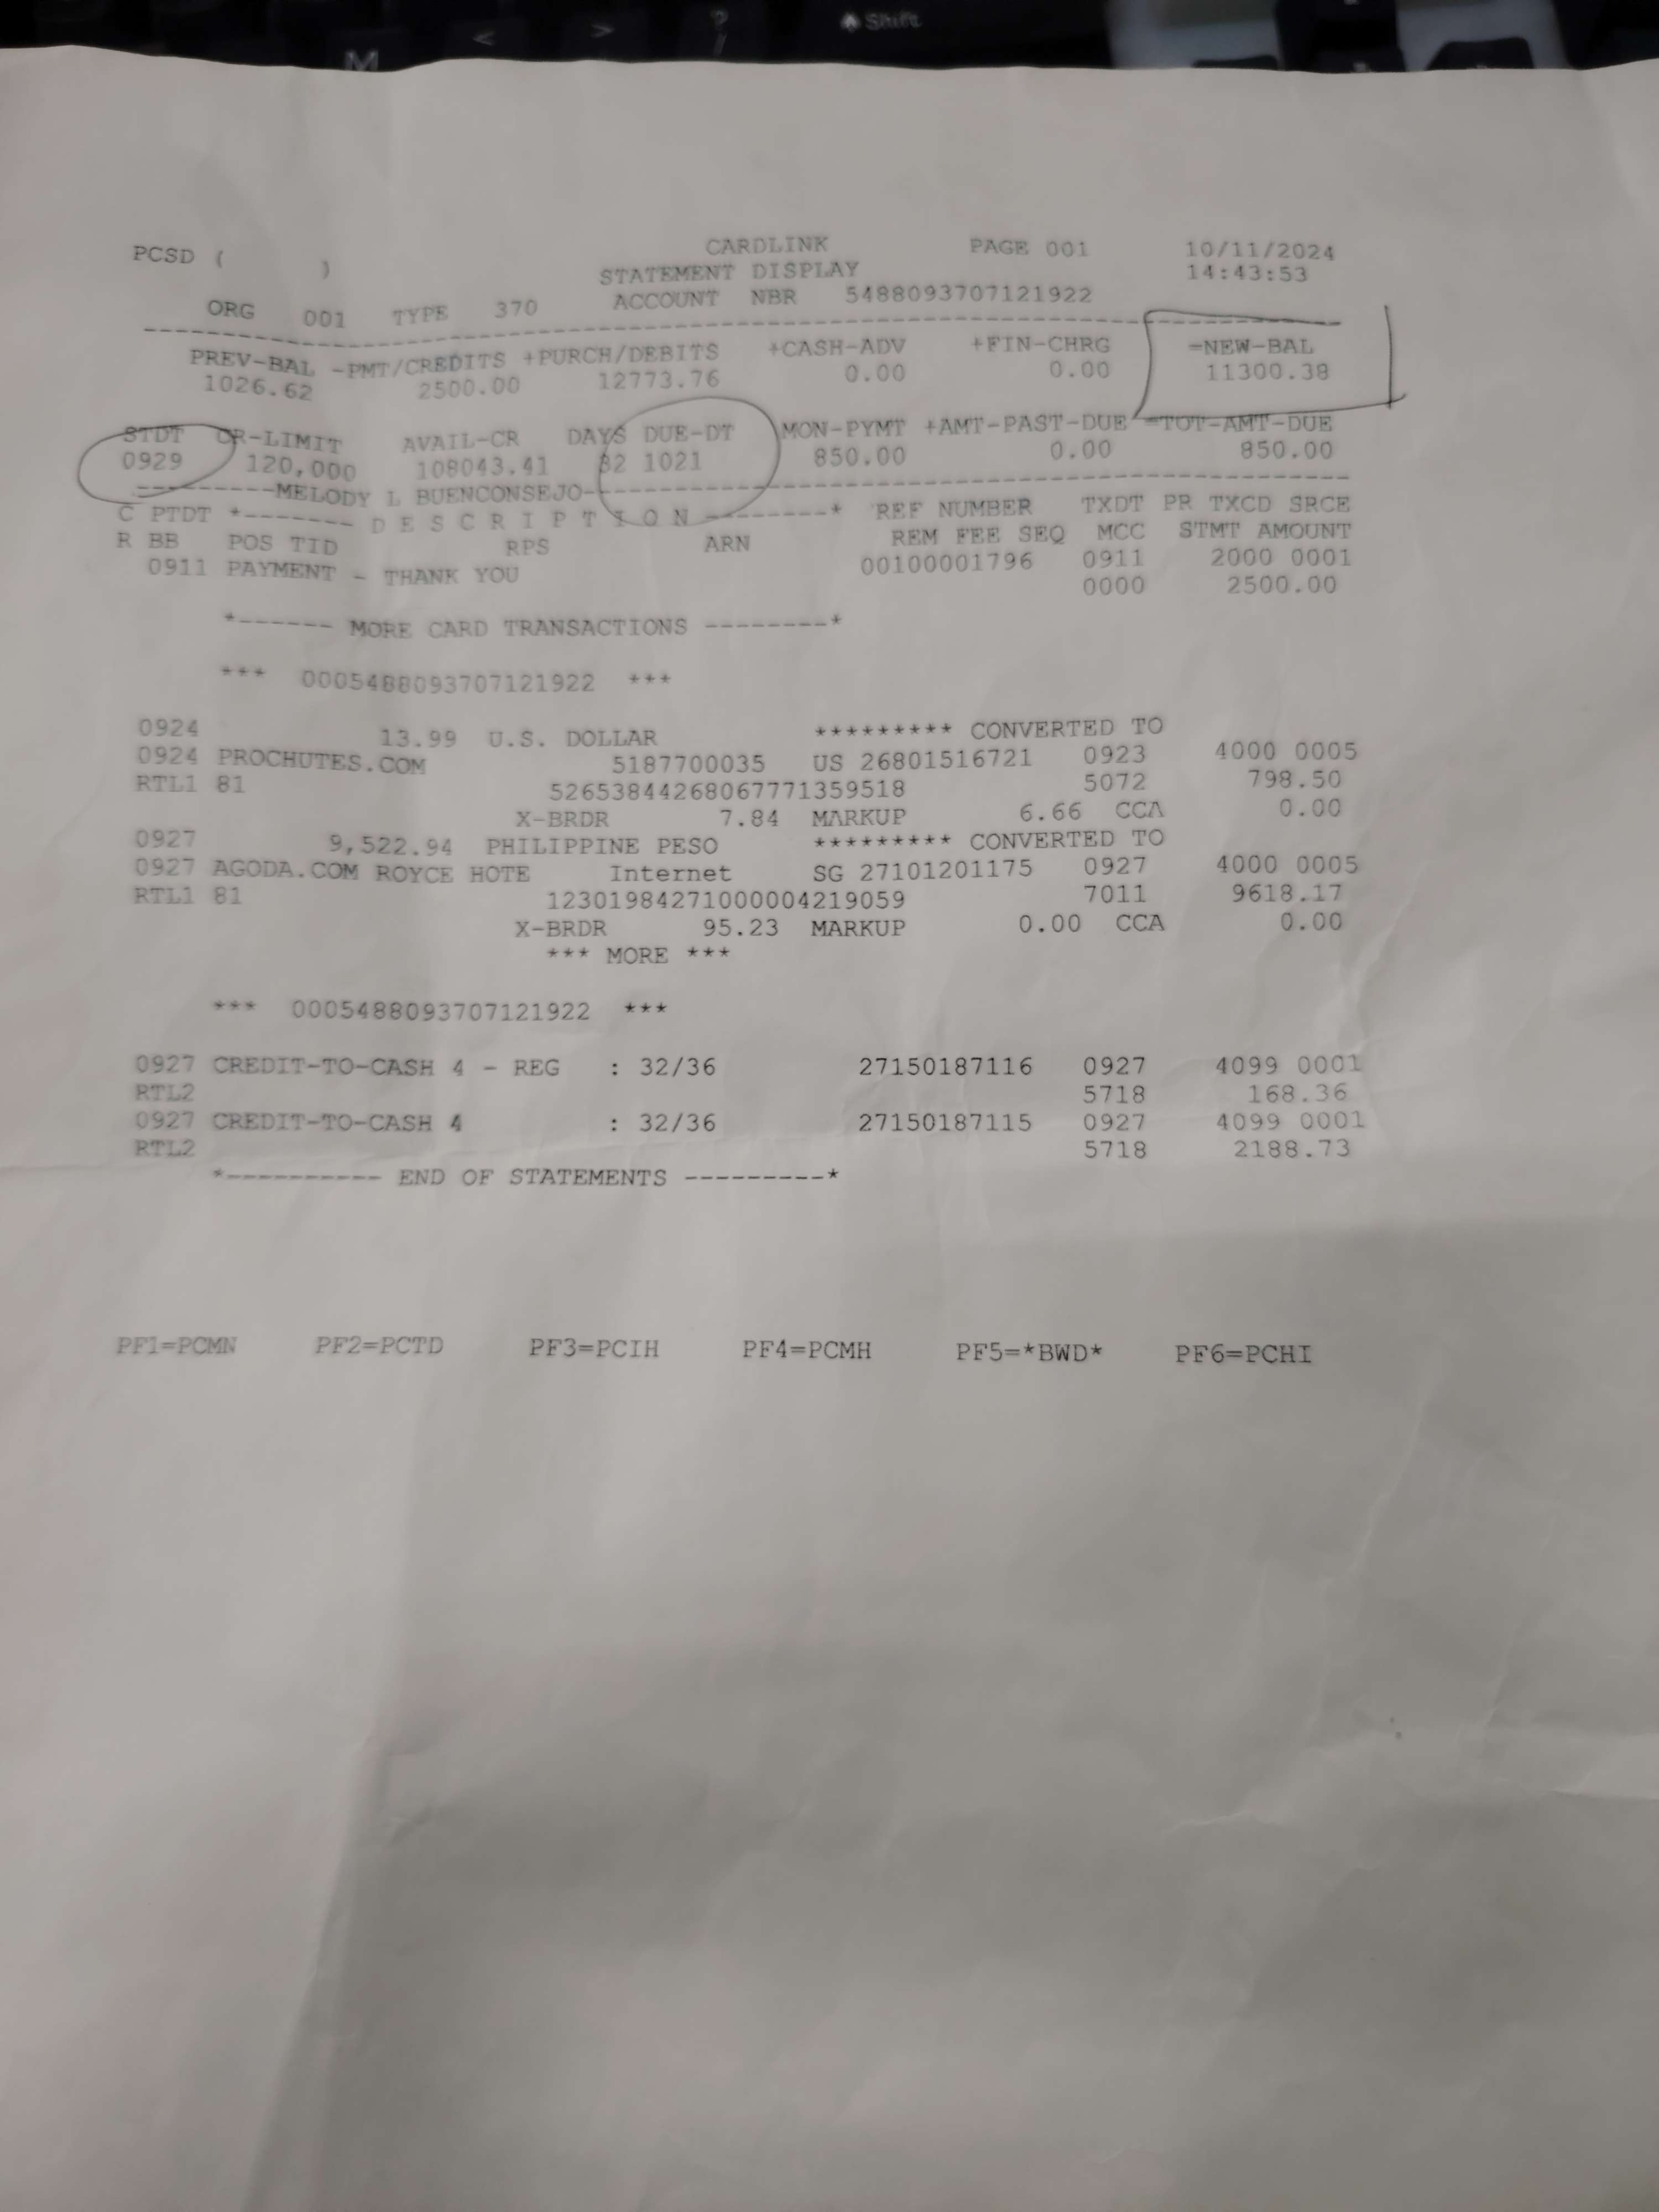 M < > ? / Shift
PCSD ( ) CARDLINK PAGE 001 10/11/2024
STATEMENT DISPLAY 14:43:53
ORG 001 TYPE 370 ACCOUNT NBR 5488093707121922
PREV-BAL -PMT/CREDITS +PURCH/DEBITS +CASH-ADV +FIN-CHRG =NEW-BAL
1026.62 2500.00 12773.76 0.00 0.00 11300.38
STDT CR-LIMIT AVAIL-CR DAYS DUE-DT MON-PYMT +AMT-PAST-DUE =TOT-AMT-DUE
0929 120,000 108043.41 32 1021 850.00 0.00 850.00
---------MELODY L BUENCONSEJO---------
C PTDT *------- D E S C R I P T I O N --------* REF NUMBER TXDT PR TXCD SRCE
R BB POS TID RPS ARN REM FEE SEQ MCC STMT AMOUNT
0911 PAYMENT - THANK YOU 00100001796 0911 2000 0001
0000 2500.00
*------ MORE CARD TRANSACTIONS --------*
*** 0005488093707121922 ***
0924 13.99 U.S. DOLLAR ********* CONVERTED TO
0924 PROCHUTES.COM 5187700035 US 26801516721 0923 4000 0005
RTL1 81 52653844268067771359518 5072 798.50
X-BRDR 7.84 MARKUP 6.66 CCA 0.00
0927 9,522.94 PHILIPPINE PESO ********* CONVERTED TO
0927 AGODA.COM ROYCE HOTE Internet SG 27101201175 0927 4000 0005
RTL1 81 12301984271000004219059 7011 9618.17
X-BRDR 95.23 MARKUP 0.00 CCA 0.00
*** MORE ***
*** 0005488093707121922 ***
0927 CREDIT-TO-CASH 4 - REG : 32/36 27150187116 0927 4099 0001
RTL2 5718 168.36
0927 CREDIT-TO-CASH 4 : 32/36 27150187115 0927 4099 0001
RTL2 5718 2188.73
*---------- END OF STATEMENTS ---------*
PF1=PCMN PF2=PCTD PF3=PCIH PF4=PCMH PF5=*BWD* PF6=PCHI